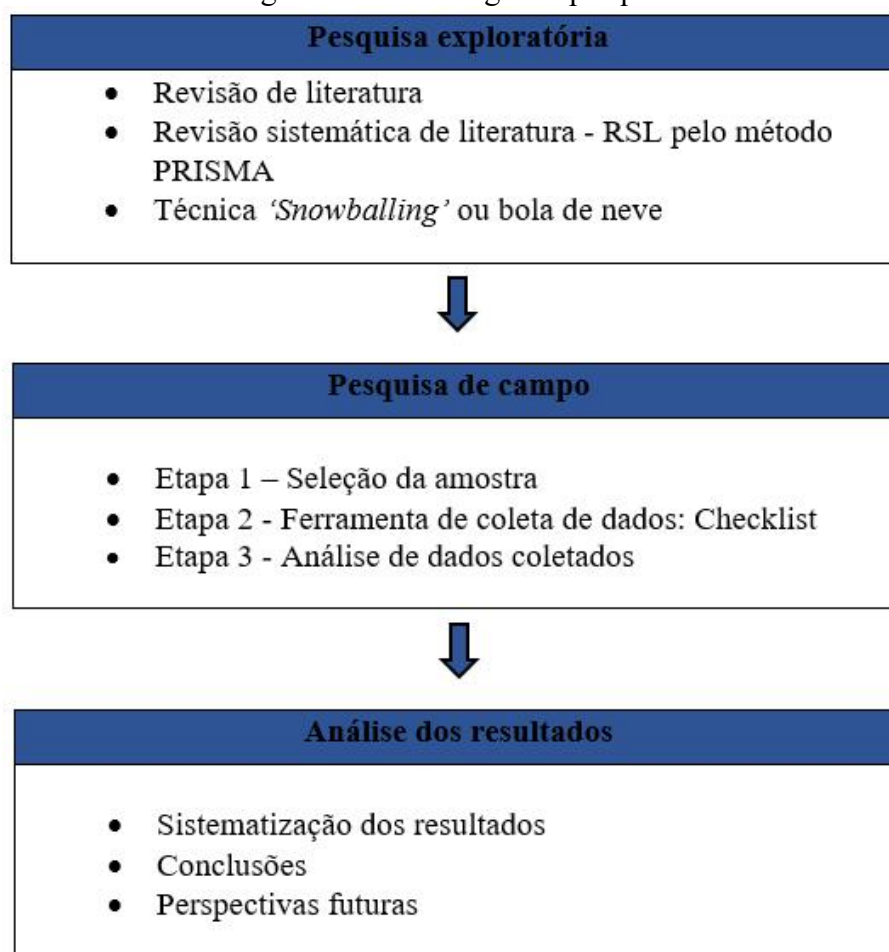 Pesquisa exploratória
• Revisão de literatura
• Revisão sistemática de literatura - RSL pelo método
PRISMA
• Técnica ‘Snowballing’ ou bola de neve
Pesquisa de campo
• Etapa 1 – Seleção da amostra
• Etapa 2 - Ferramenta de coleta de dados: Checklist
• Etapa 3 - Análise de dados coletados
Análise dos resultados
• Sistematização dos resultados
• Conclusões
• Perspectivas futuras